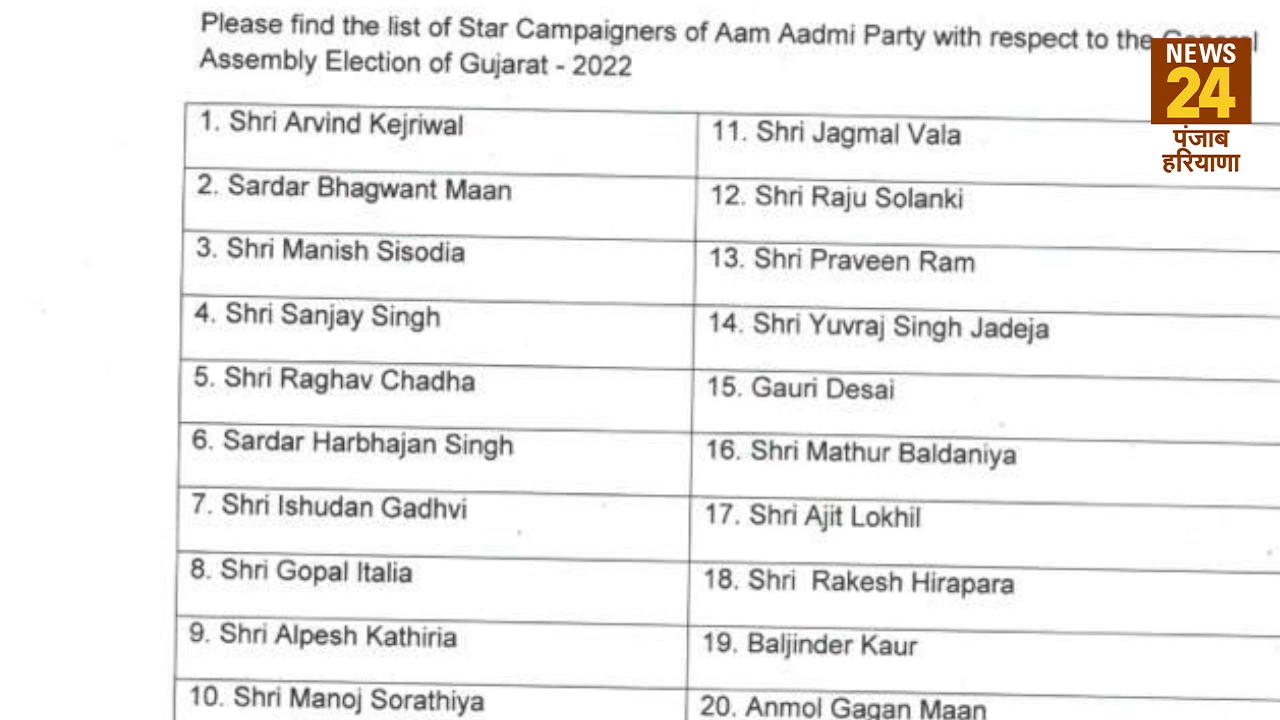 Please find the list of Star Campaigners of Aam Aadmi Party with respect to the General
Assembly Election of Gujarat - 2022
1. Shri Arvind Kejriwal
2. Sardar Bhagwant Maan
3. Shri Manish Sisodia
4. Shri Sanjay Singh
5. Shri Raghav Chadha
6. Sardar Harbhajan Singh
7. Shri Ishudan Gadhvi
8. Shri Gopal Italia
9. Shri Alpesh Kathiria
10. Shri Manoj Sorathiya
11. Shri Jagmal Vala
12. Shri Raju Solanki
13. Shri Praveen Ram
14. Shri Yuvraj Singh Jadeja
15. Gauri Desai
16. Shri Mathur Baldaniya
17. Shri Ajit Lokhil
18. Shri Rakesh Hirapara
19. Baljinder Kaur
20. Anmol Gagan Maan
NEWS
24
पंजाब
हरियाणा